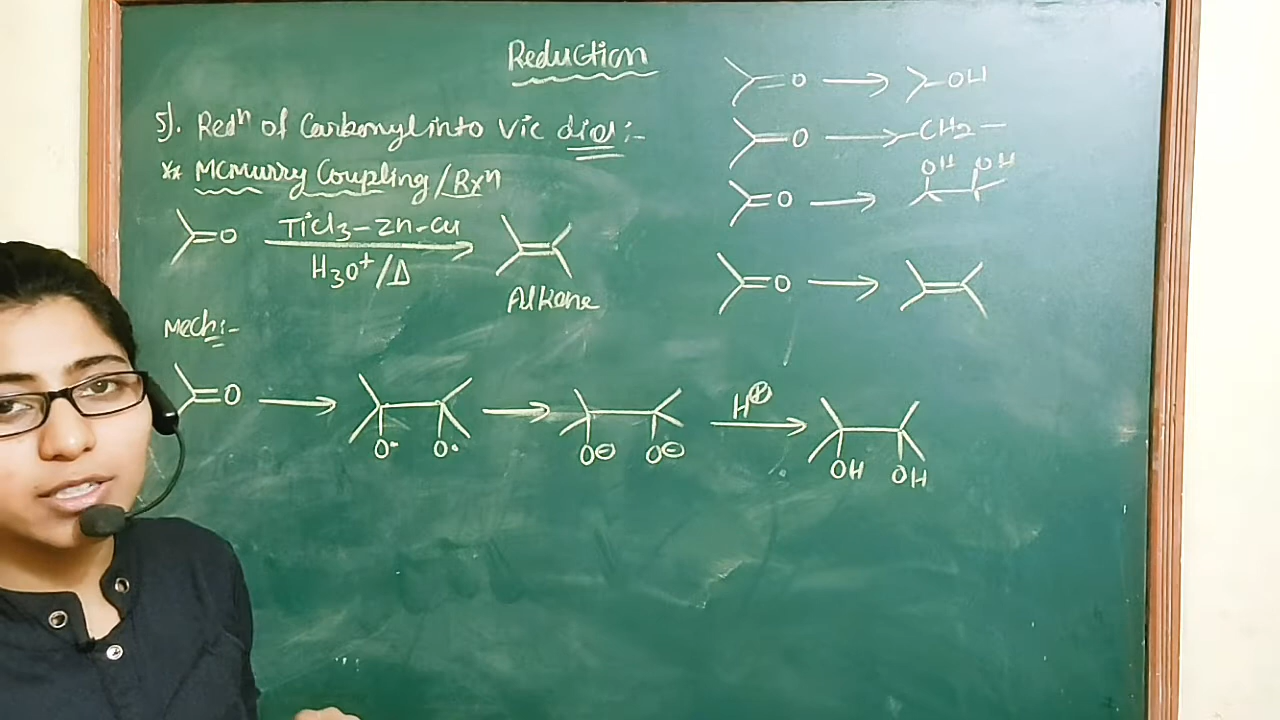 Reduction
5). Redⁿ of Carbonyl into Vic diol :-
** McMurry Coupling / Rxⁿ
=O TiCl3-Zn-Cu
H3O⁺/Δ
Alkene
Mech :-
=O
O• O•
O⊖ O⊖
H⊕
OH OH
=O -OH
=O -CH2-
OH OH
=O
=O